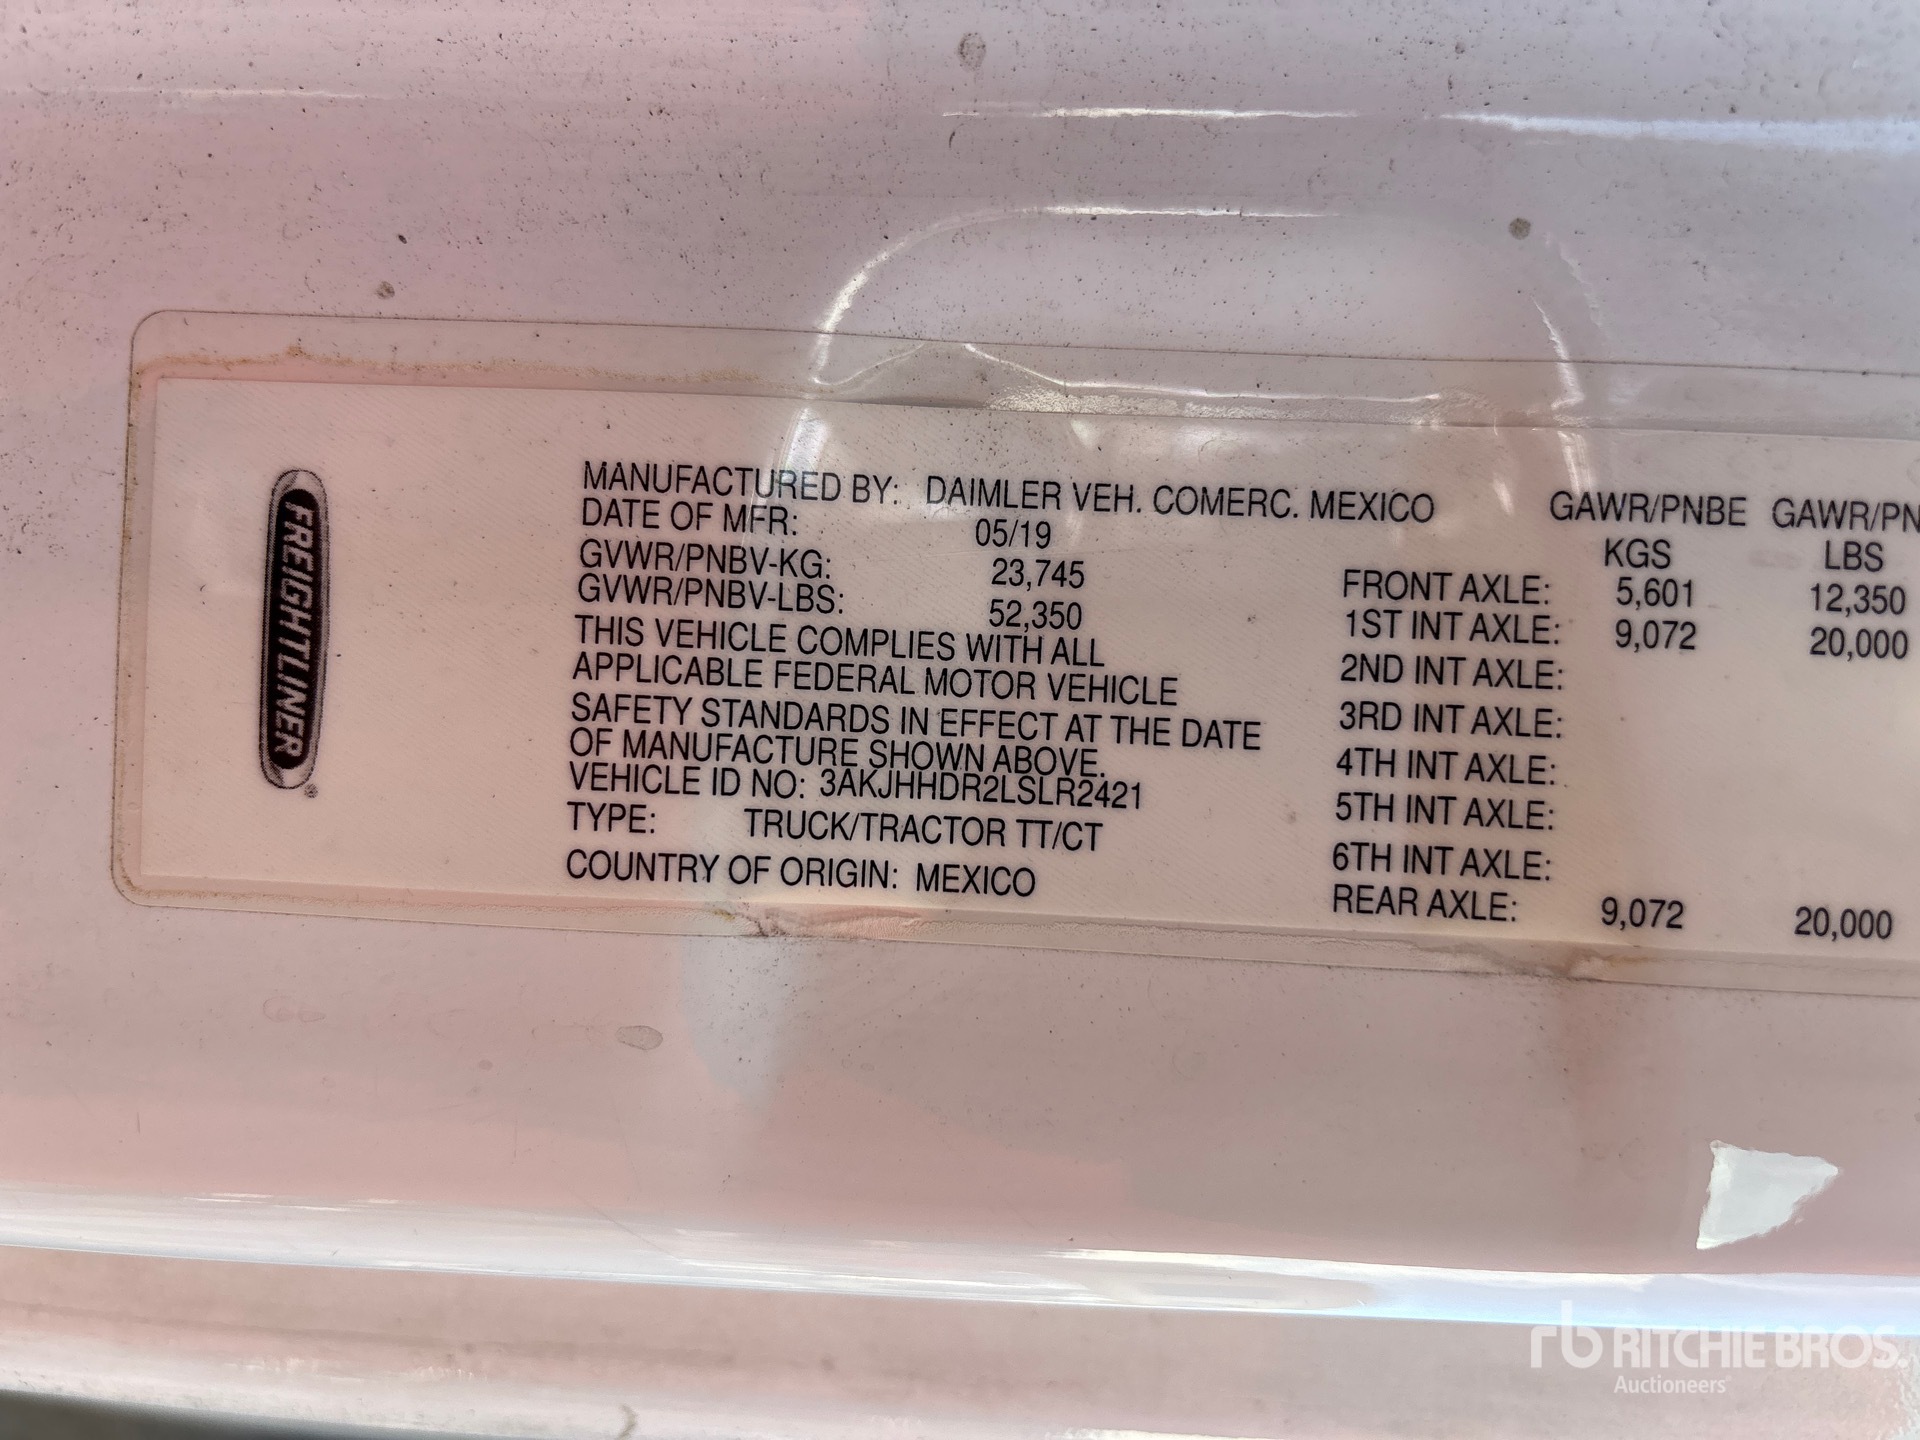 FREIGHTLINER®
MANUFACTURED BY: DAIMLER VEH. COMERC. MEXICO
DATE OF MFR: 05/19
GVWR/PNBV-KG: 23,745
GVWR/PNBV-LBS: 52,350
THIS VEHICLE COMPLIES WITH ALL
APPLICABLE FEDERAL MOTOR VEHICLE
SAFETY STANDARDS IN EFFECT AT THE DATE
OF MANUFACTURE SHOWN ABOVE.
VEHICLE ID NO: 3AKJHHDR2LSLR2421
TYPE: TRUCK/TRACTOR TT/CT
COUNTRY OF ORIGIN: MEXICO
GAWR/PNBE GAWR/PN
KGS LBS
FRONT AXLE: 5,601 12,350
1ST INT AXLE: 9,072 20,000
2ND INT AXLE:
3RD INT AXLE:
4TH INT AXLE:
5TH INT AXLE:
6TH INT AXLE:
REAR AXLE: 9,072 20,000
rb RITCHIE BROS.
Auctioneers